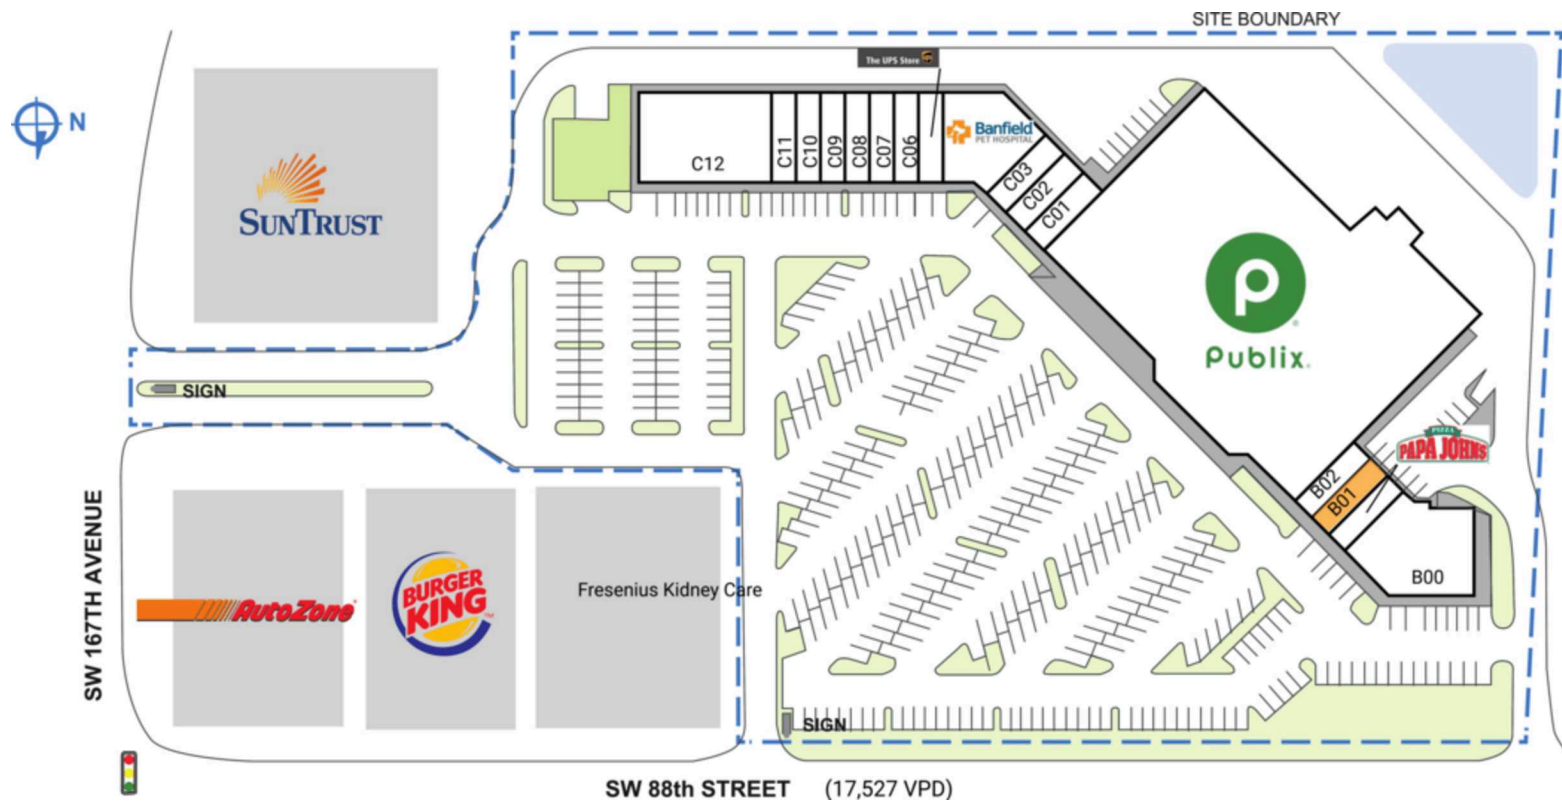 SITE BOUNDARY
The UPS Store
ups
N
C12
C11
C10
C09
C08
C07
C06
Banfield
PET HOSPITAL
C03
C02
C01
SUNTRUST
Publix
SIGN
PIZZA
PAPA JOHNS
B02
B01
B00
SW 167TH AVENUE
AutoZone
BURGER
KING
Fresenius Kidney Care
SIGN
SW 88th STREET (17,527 VPD)